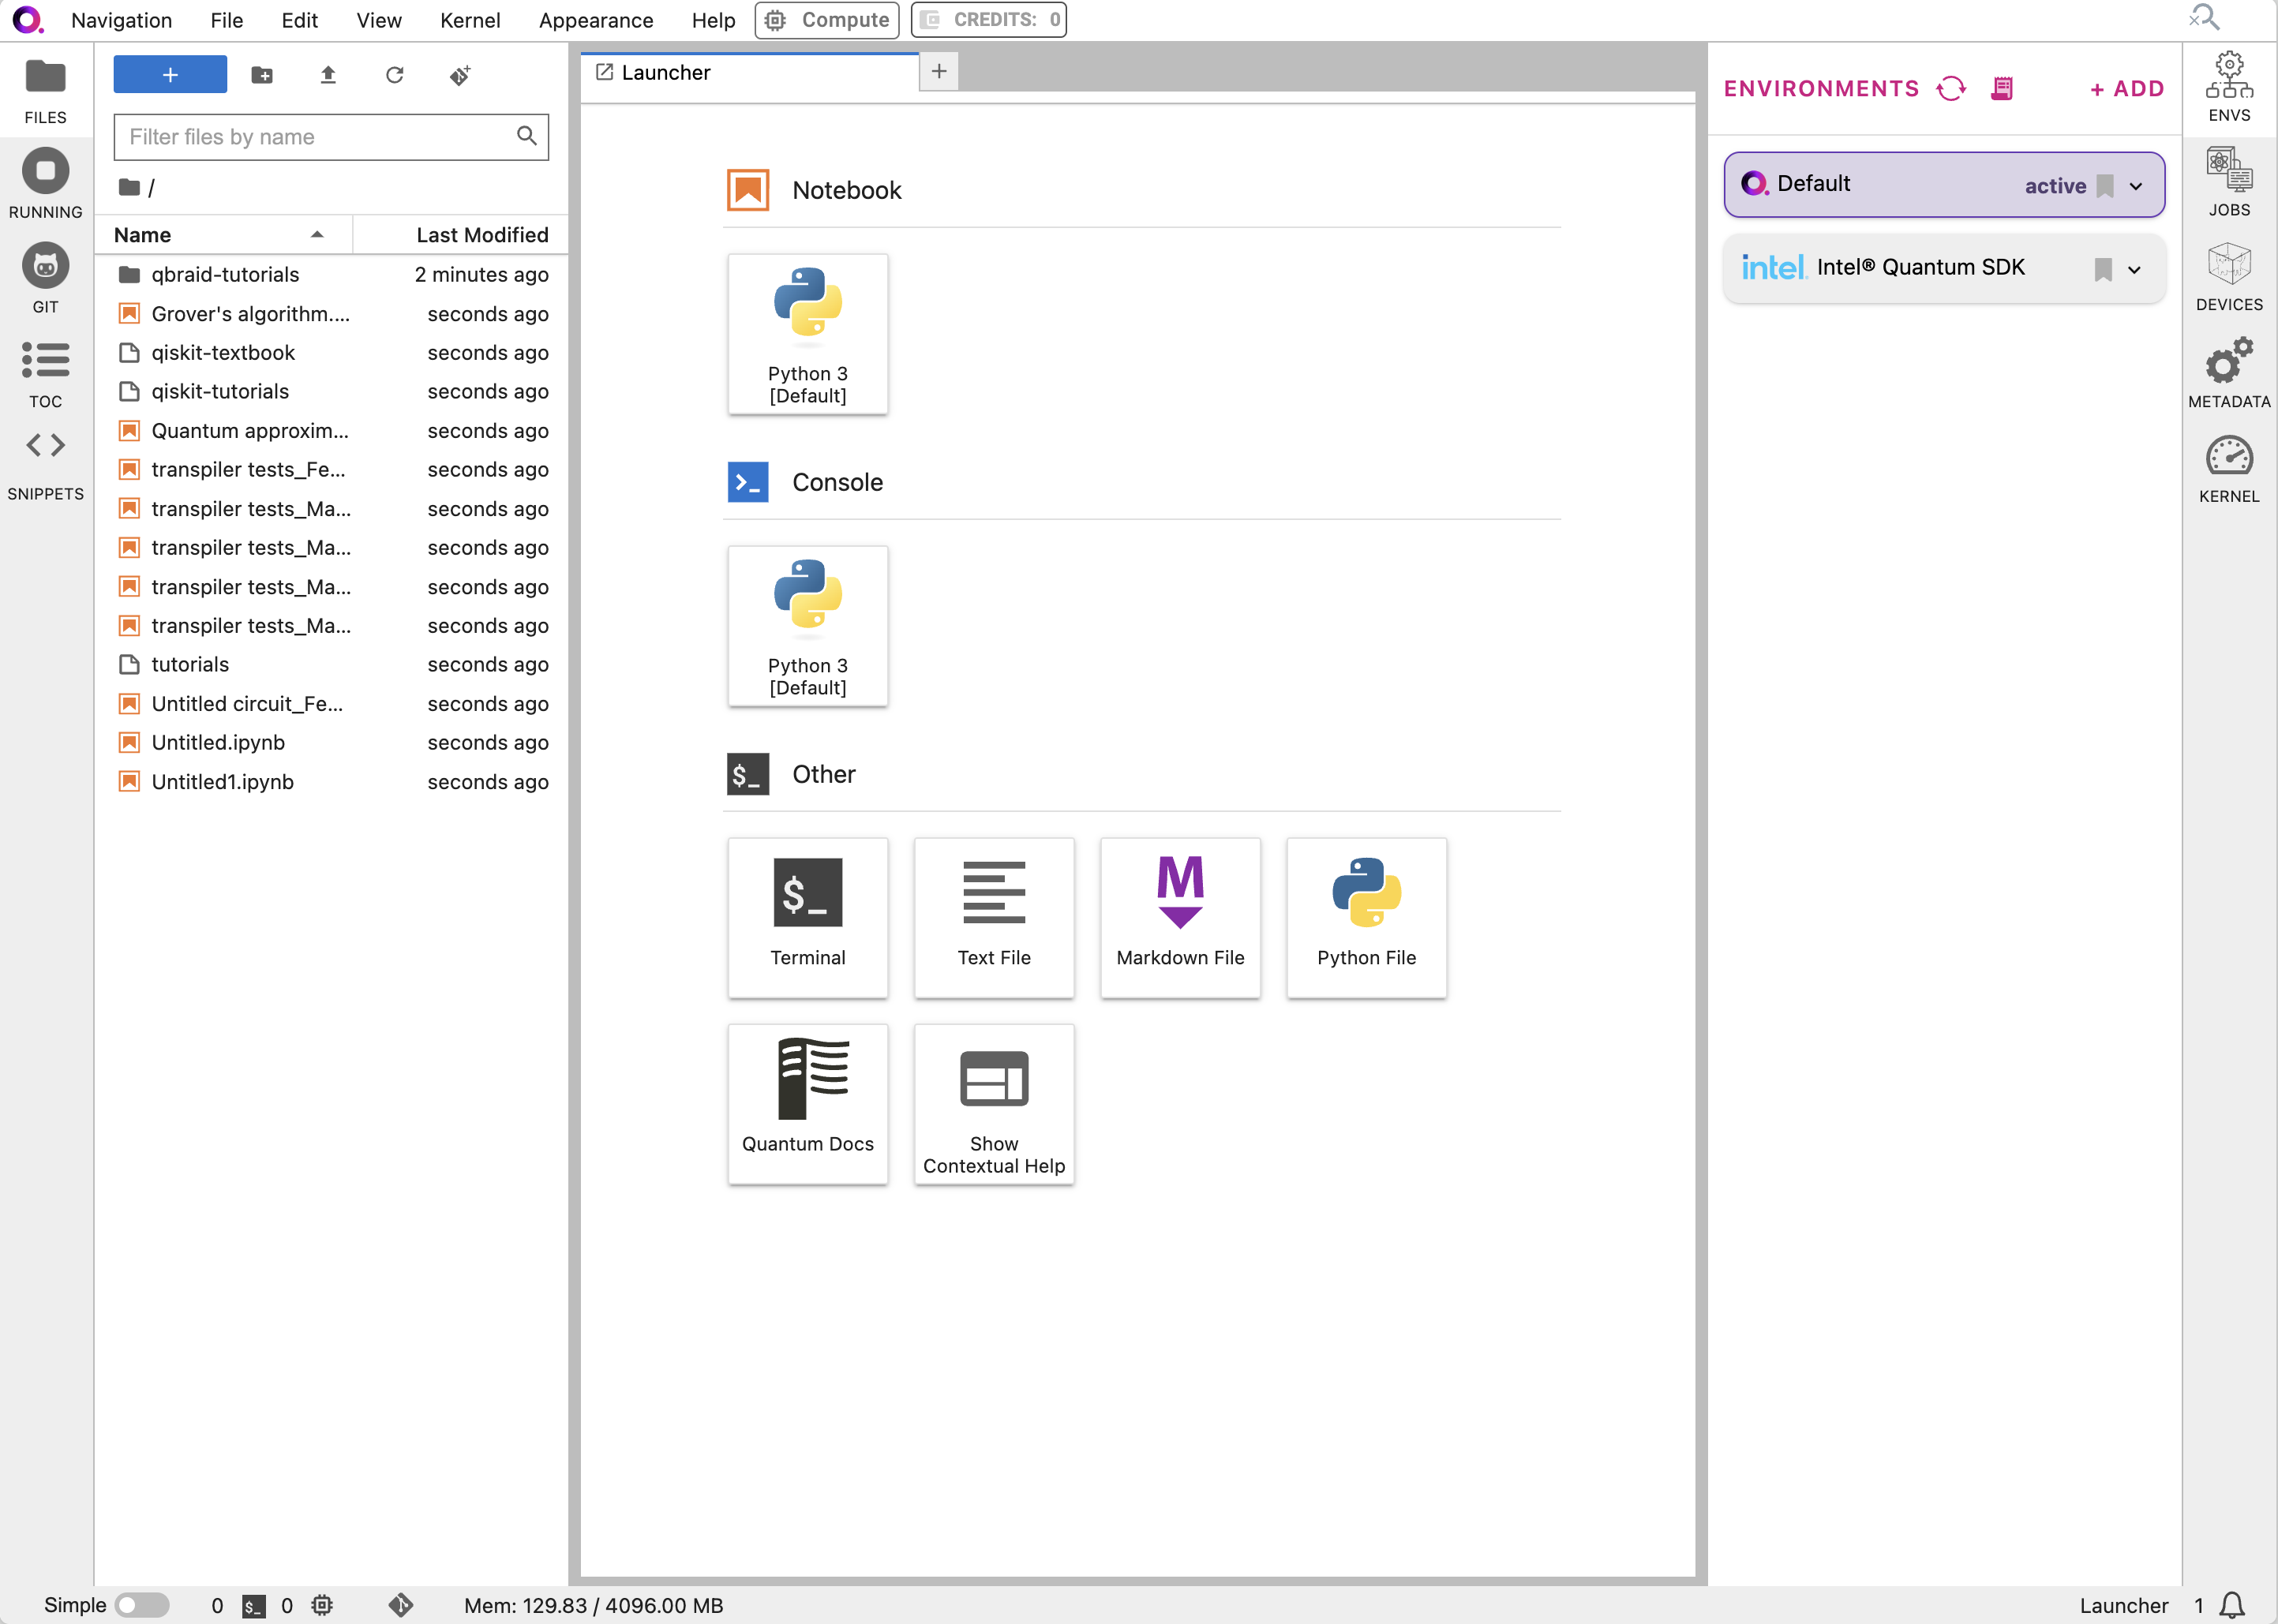 Navigation File Edit View Kernel Appearance Help Compute CREDITS: 0
FILES
RUNNING
GIT
TOC
SNIPPETS
+
Filter files by name
/
Name Last Modified
qbraid-tutorials 2 minutes ago
Grover's algorithm.... seconds ago
qiskit-textbook seconds ago
qiskit-tutorials seconds ago
Quantum approxim... seconds ago
transpiler tests_Fe... seconds ago
transpiler tests_Ma... seconds ago
transpiler tests_Ma... seconds ago
transpiler tests_Ma... seconds ago
transpiler tests_Ma... seconds ago
tutorials seconds ago
Untitled circuit_Fe... seconds ago
Untitled.ipynb seconds ago
Untitled1.ipynb seconds ago
Launcher +
Notebook
Python 3
[Default]
>_ Console
Python 3
[Default]
$_ Other
$_
Terminal
Text File
M
Markdown File
Python File
Quantum Docs
Show
Contextual Help
ENVIRONMENTS + ADD
Default active
intel. Intel® Quantum SDK
ENVS
JOBS
DEVICES
METADATA
KERNEL
Simple 0 $_ 0 Mem: 129.83 / 4096.00 MB Launcher 1